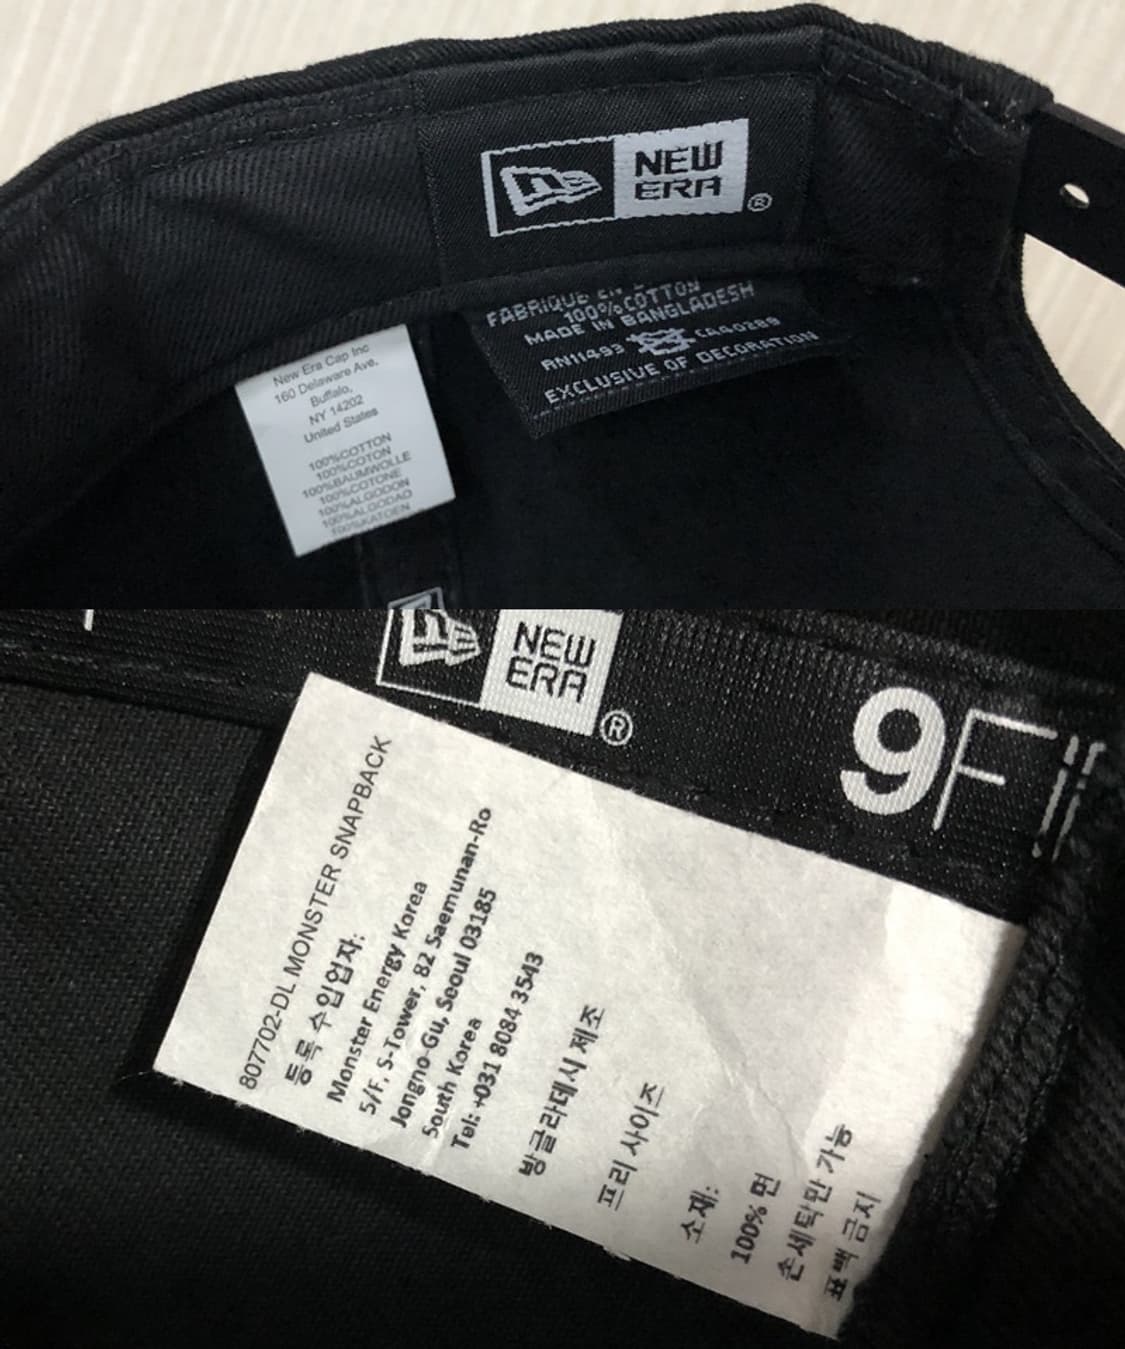 NEW
ERA
®
FABRIQUÉ EN
100% COTTON
MADE IN BANGLADESH
RN11493 CA40289
EXCLUSIVE OF DECORATION
New Era Cap Inc
160 Delaware Ave,
Buffalo,
NY 14202
United States
100%COTTON
100%COTON
100%BAUMWOLLE
100%COTONE
100%ALGODON
100%ALGODAO
100%KATOEN
NEW
ERA
®
9F
807702-DL MONSTER SNAPBACK
등록 수입업자:
Monster Energy Korea
5/F, S-Tower, 82 Saemunan-Ro
Jongno-Gu, Seoul 03185
South Korea
Tel: +031 8084 3543
방글라데시 제조
프리 사이즈
소재:
100% 면
손세탁만 가능
표백 금지